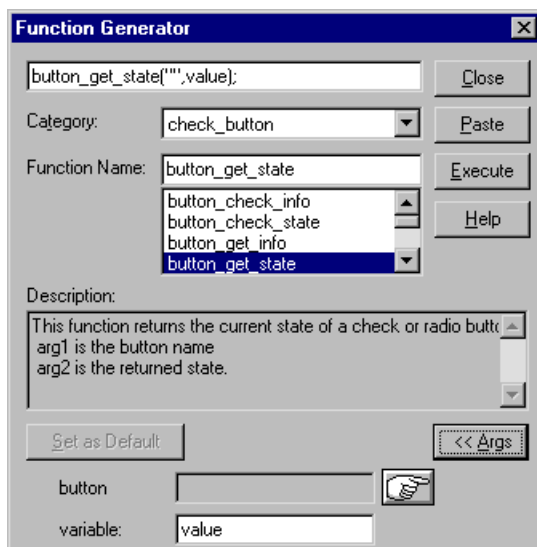 Function Generator
button_get_state("",value);
Close
Category:
check_button
Paste
Function Name:
button_get_state
Execute
button_check_info
button_check_state
button_get_info
button_get_state
Help
Description:
This function returns the current state of a check or radio
arg1 is the button name
arg2 is the returned state.
Set as Default
<< Args
button
variable:
value